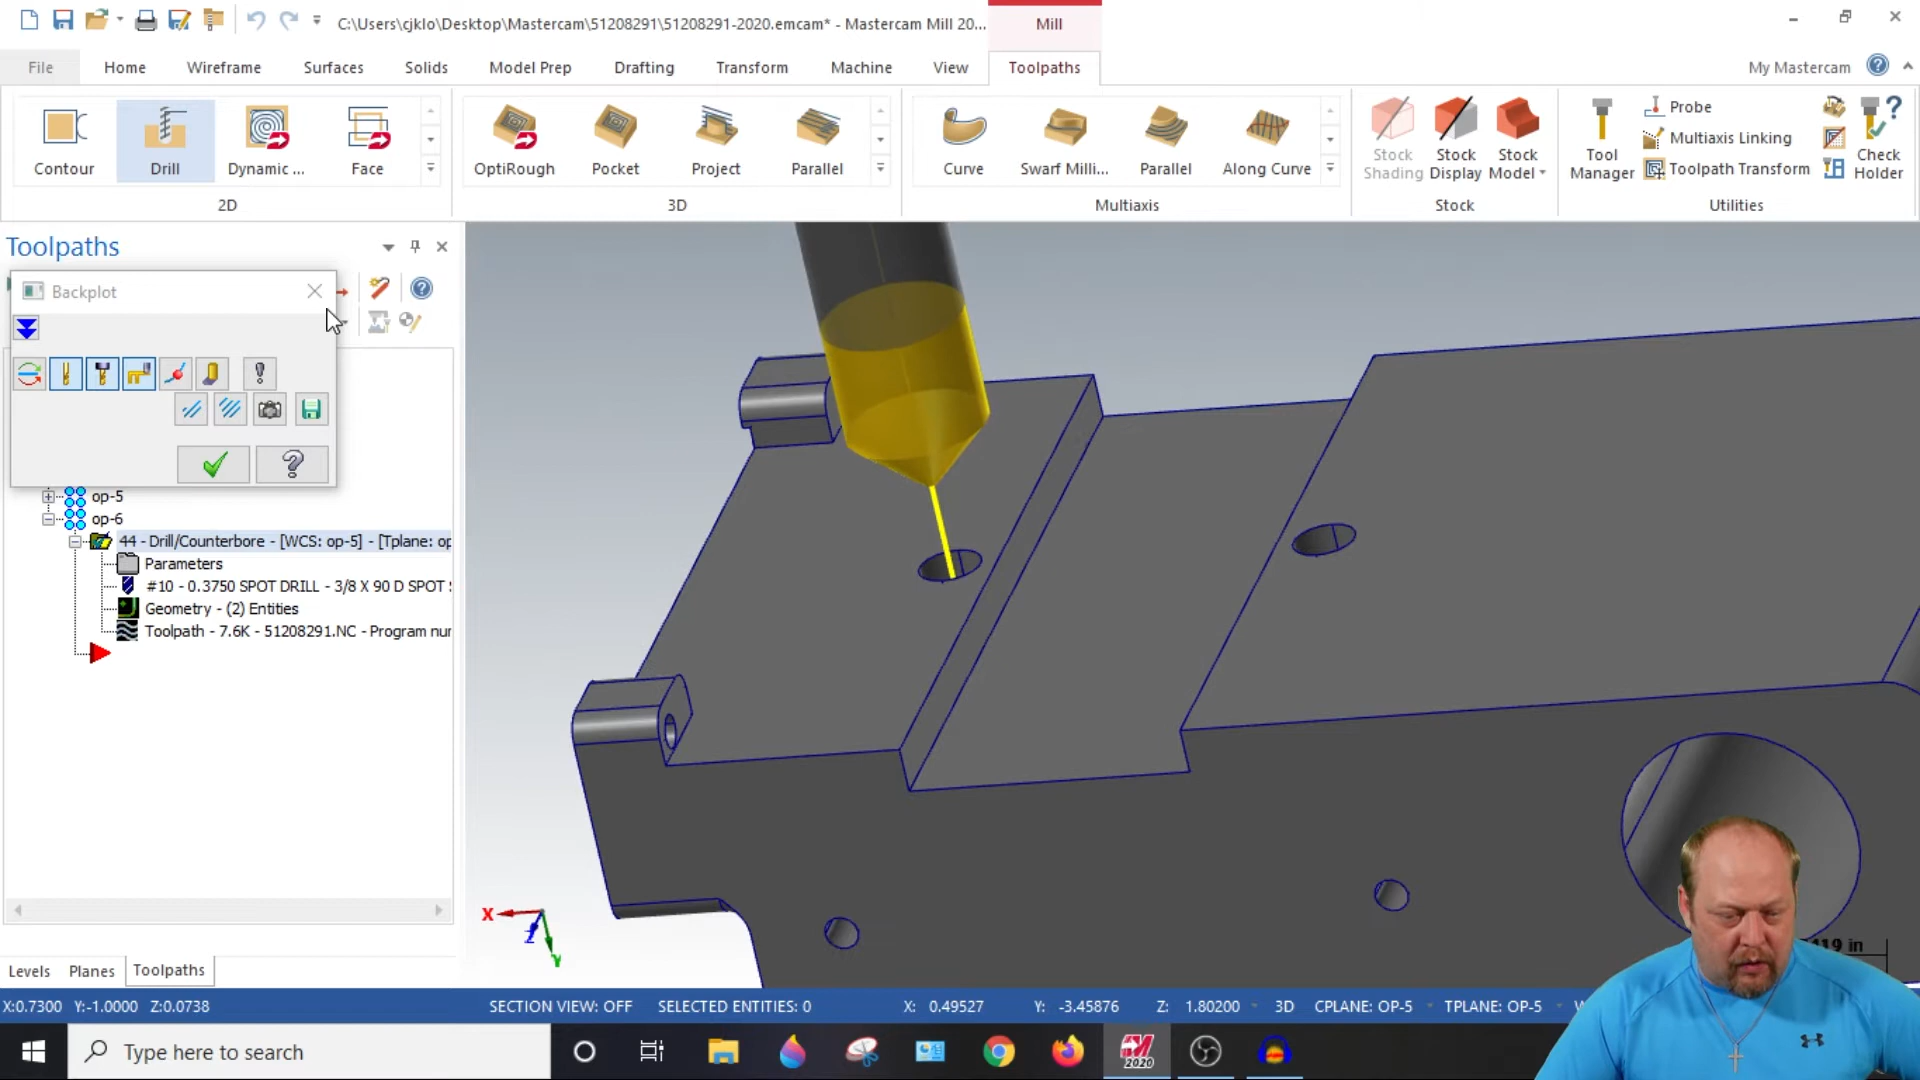 C:\Users\cjklo\Desktop\Mastercam\51208291\51208291-2020.emcam* - Mastercam Mill 20...
Mill
File
Home
Wireframe
Surfaces
Solids
Model Prep
Drafting
Transform
Machine
View
Toolpaths
My Mastercam
Contour
Drill
Dynamic ...
Face
OptiRough
Pocket
Project
Parallel
Curve
Swarf Milli...
Parallel
Along Curve
Stock Shading
Stock Display
Stock Model
Tool Manager
Probe
Multiaxis Linking
Toolpath Transform
Check Holder
2D
3D
Multiaxis
Stock
Utilities
Toolpaths
Backplot
op-5
op-6
44 - Drill/Counterbore - [WCS: op-5] - [Tplane: op
Parameters
#10 - 0.3750 SPOT DRILL - 3/8 X 90 D SPOT
Geometry - (2) Entities
Toolpath - 7.6K - 51208291.NC - Program nur
X
Z
Y
19 in
Levels
Planes
Toolpaths
X:0.7300 Y:-1.0000 Z:0.0738
SECTION VIEW: OFF
SELECTED ENTITIES: 0
X: 0.49527
Y: -3.45876
Z: 1.80200
3D
CPLANE: OP-5
TPLANE: OP-5
Type here to search
2020